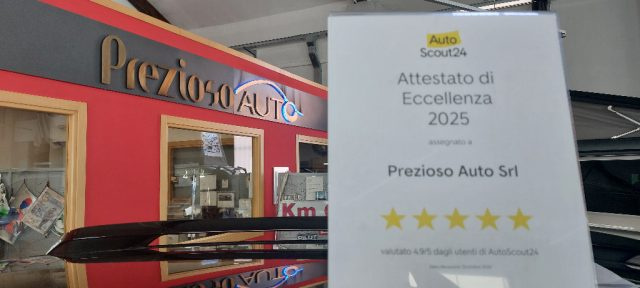 Prezioso AUTO
Km
Auto
Scout24
Attestato di
Eccellenza
2025
assegnato a
Prezioso Auto Srl
valutato 4.9/5 dagli utenti di AutoScout24